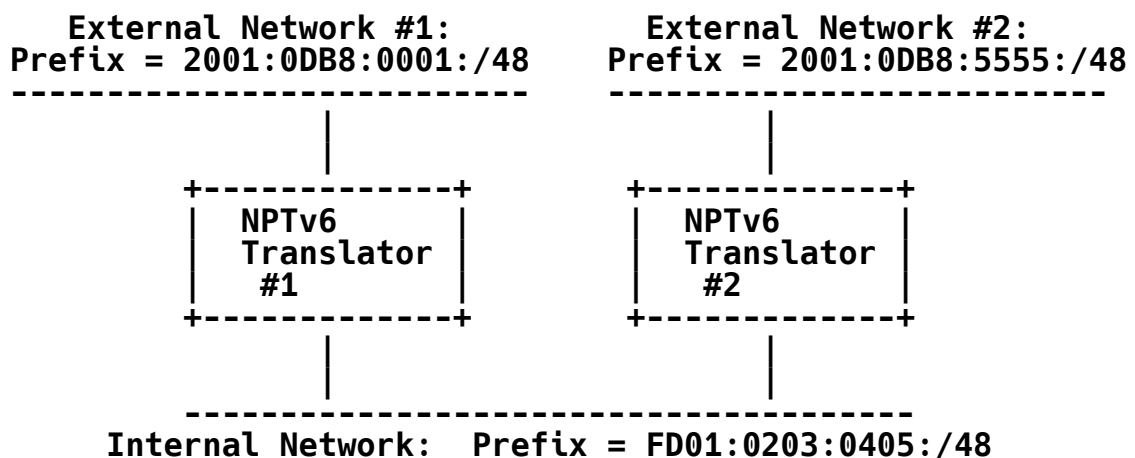 External Network #1:          External Network #2:
Prefix = 2001:0DB8:0001:/48    Prefix = 2001:0DB8:5555:/48
NPTv6          NPTv6
Translator     Translator
#1             #2
Internal Network:  Prefix = FD01:0203:0405:/48